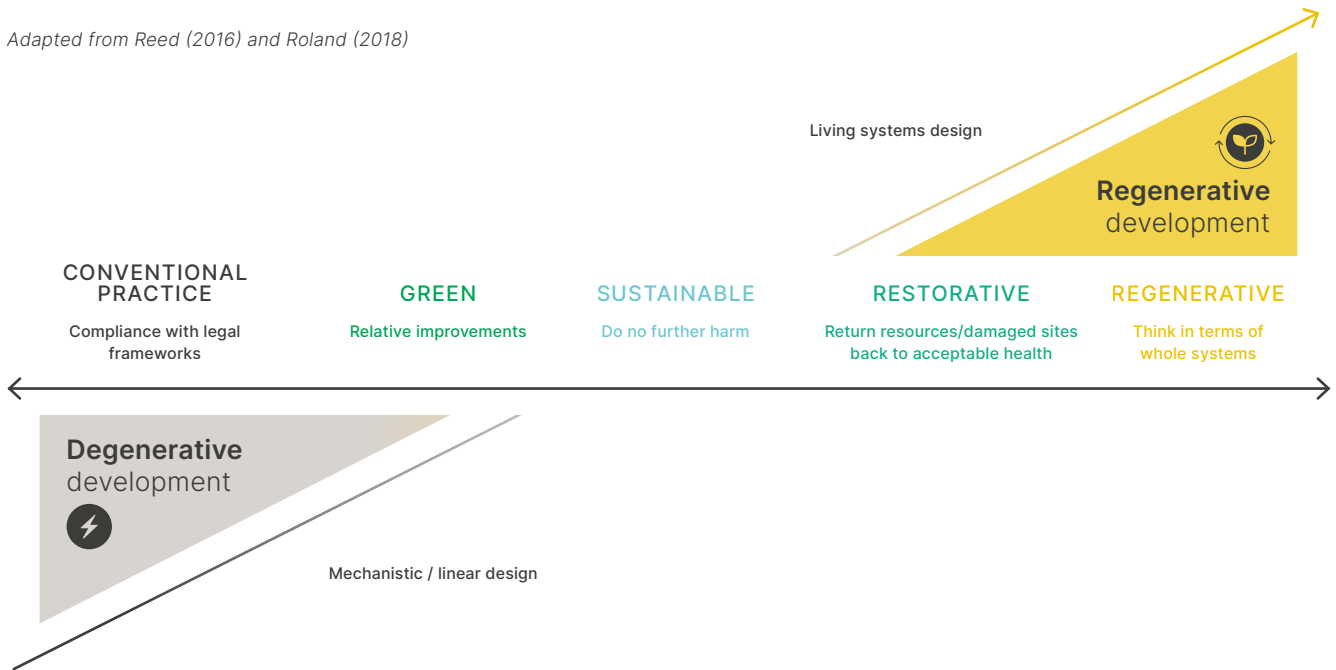 Adapted from Reed (2016) and Roland (2018)
Living systems design
Regenerative
development
CONVENTIONAL
PRACTICE
Compliance with legal
frameworks
GREEN
Relative improvements
SUSTAINABLE
Do no further harm
RESTORATIVE
Return resources/damaged sites
back to acceptable health
REGENERATIVE
Think in terms of
whole systems
Degenerative
development
Mechanistic / linear design